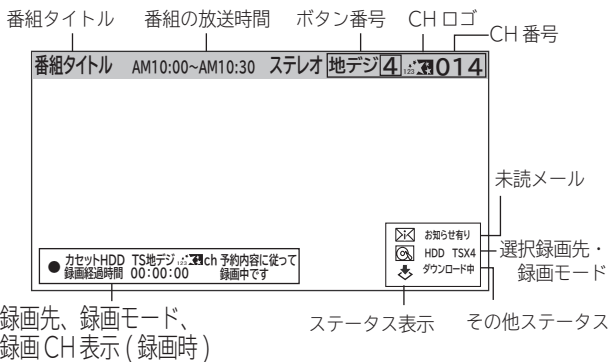 番組タイトル 番組の放送時間 ボタン番号 CH ロゴ
CH 番号
番組タイトル AM10:00~AM10:30 ステレオ 地デジ 4 014
未読メール
お知らせ有り
HDD TSX4
ダウンロード中
選択録画先・
録画モード
カセットHDD TS地デジ ch 予約内容に従って
録画経過時間 00:00:00 録画中です
録画先、録画モード、
録画 CH 表示 ( 録画時 )
ステータス表示 その他ステータス